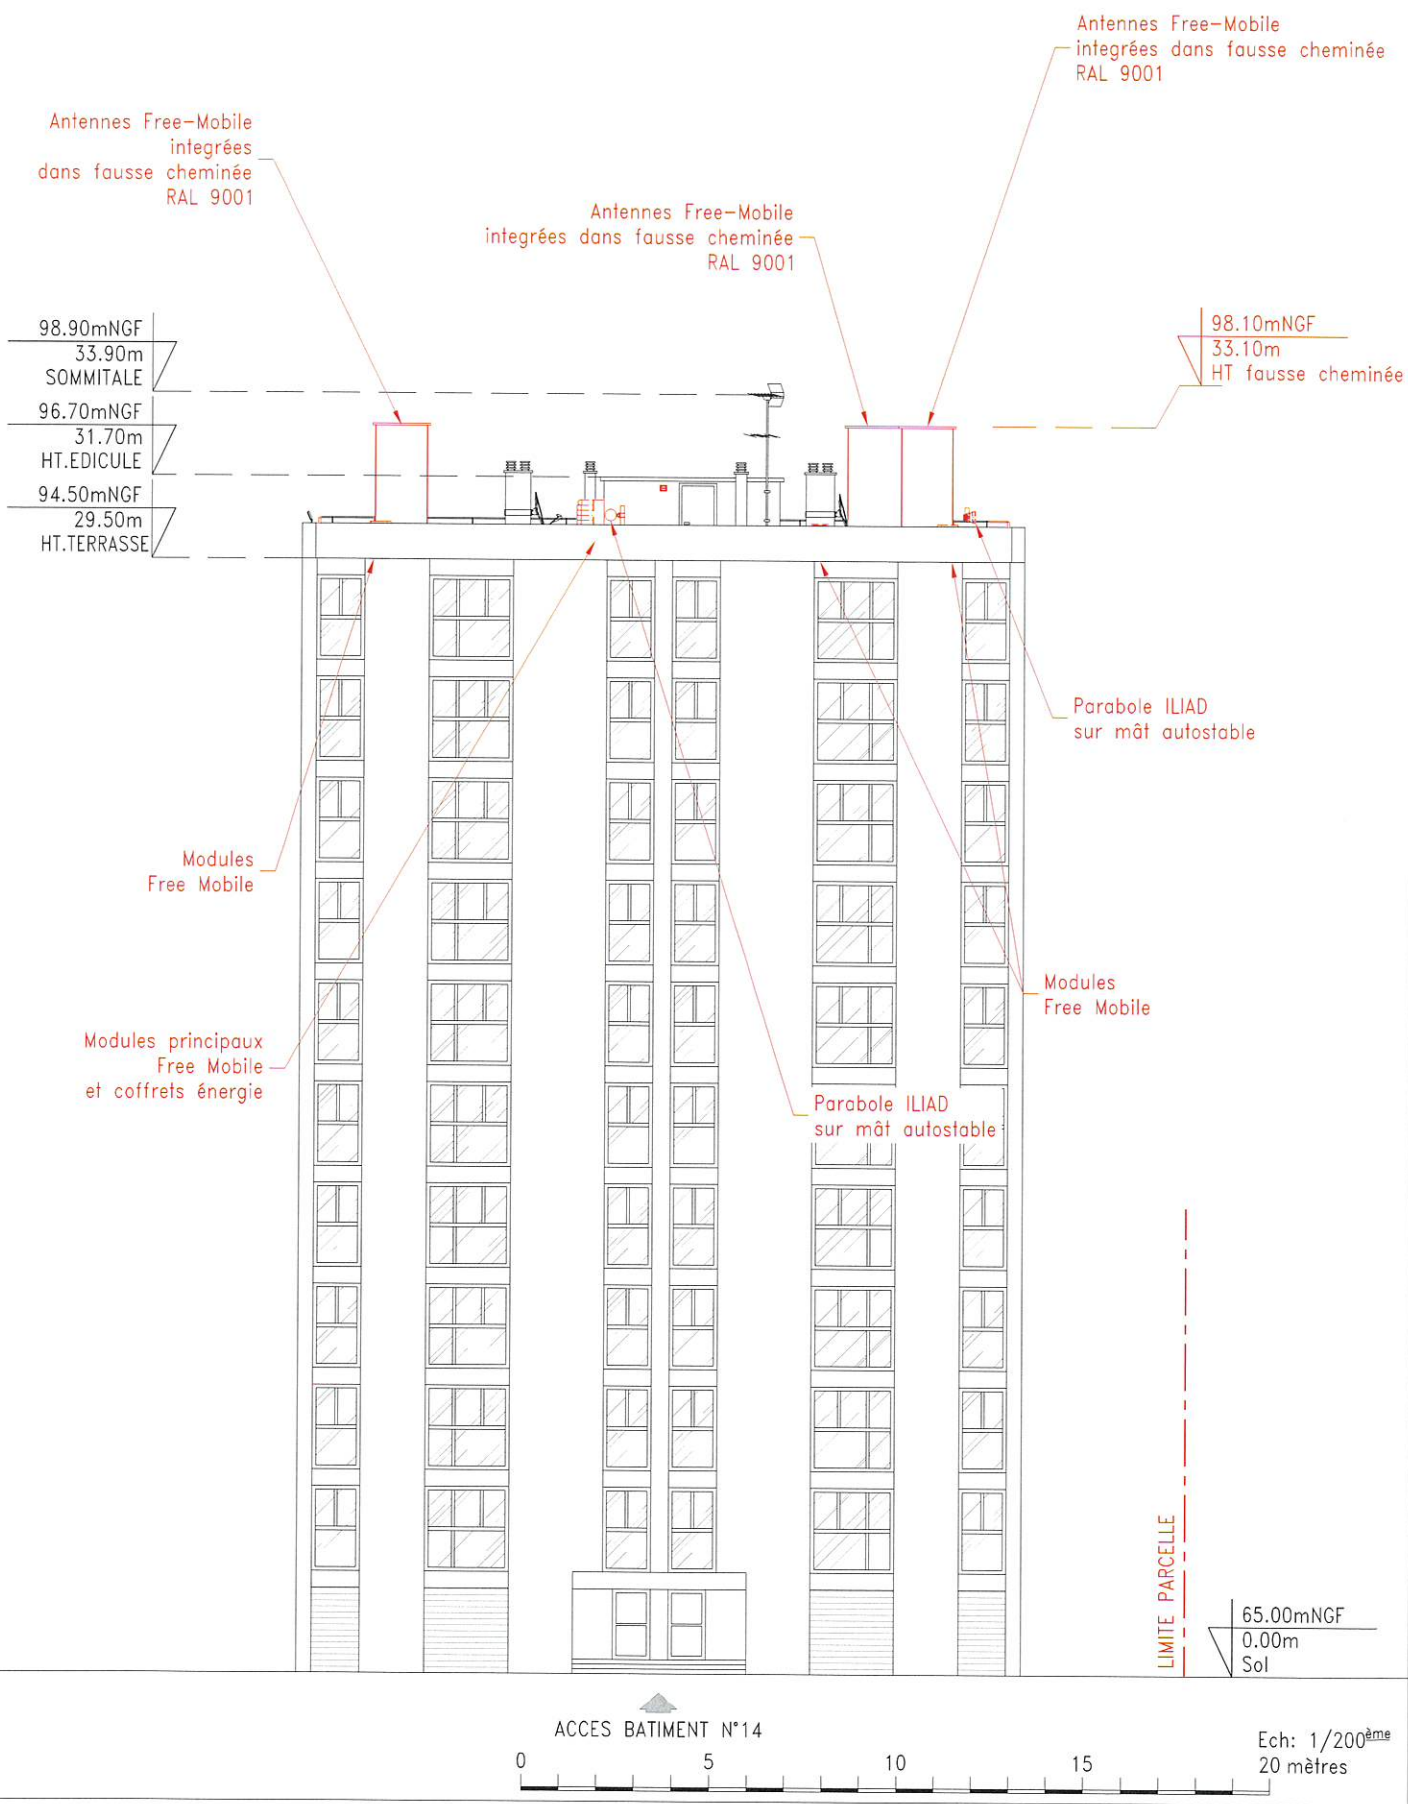 Antennes Free-Mobile
integrées dans fausse cheminée
RAL 9001
Antennes Free-Mobile
integrées
dans fausse cheminée
RAL 9001
Antennes Free-Mobile
integrées dans fausse cheminée
RAL 9001
98.90mNGF
33.90m
SOMMITALE
96.70mNGF
31.70m
HT.EDICULE
94.50mNGF
29.50m
HT.TERRASSE
98.10mNGF
33.10m
HT fausse cheminée
Parabole ILIAD
sur mât autostable
Modules
Free Mobile
Modules
Free Mobile
Modules principaux
Free Mobile
et coffrets énergie
Parabole ILIAD
sur mât autostable
LIMITE PARCELLE
65.00mNGF
0.00m
Sol
ACCES BATIMENT N°14
Ech: 1/200ème
0 5 10 15 20 mètres